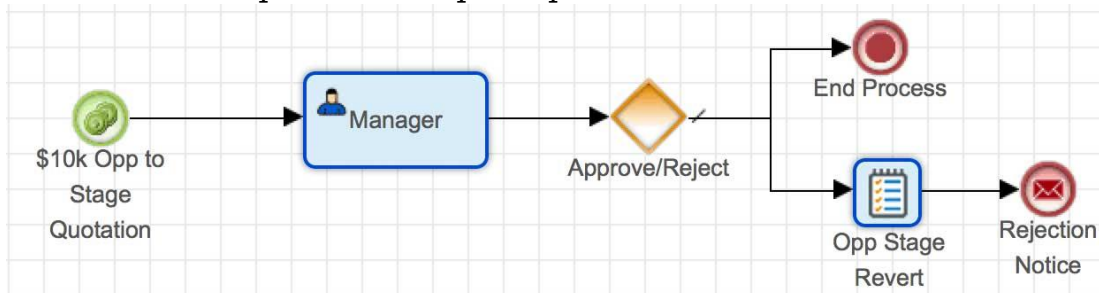 $10k Opp to
Stage
Quotation
Manager
Approve/Reject
End Process
Opp Stage
Revert
Rejection
Notice